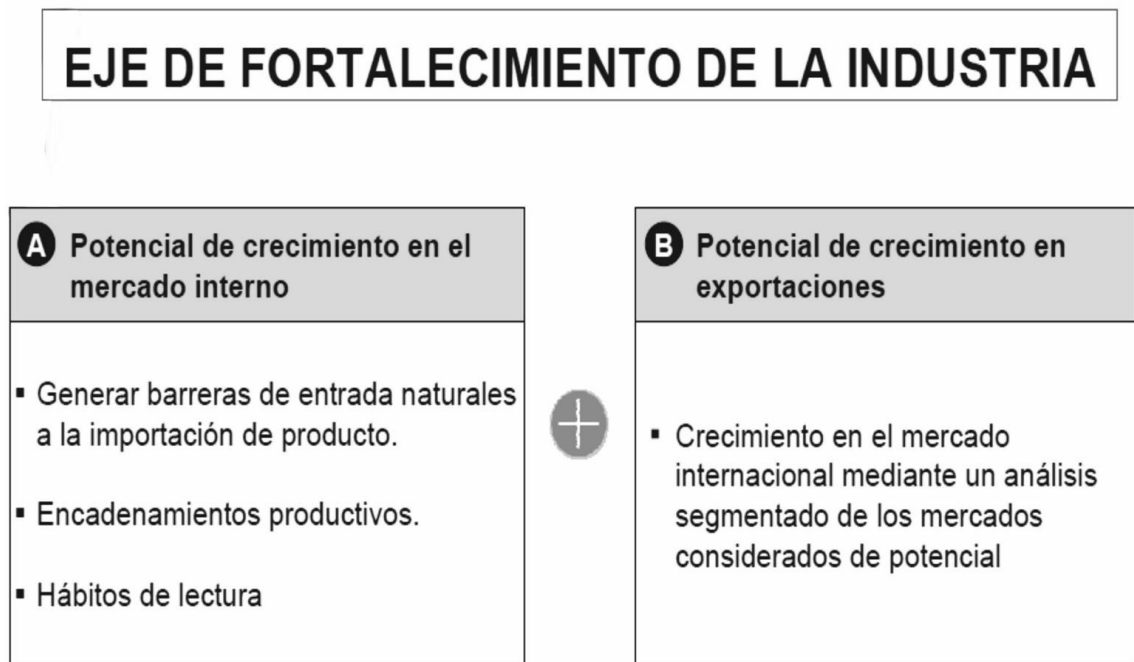 EJE DE FORTALECIMIENTO DE LA INDUSTRIA
A Potencial de crecimiento en el
mercado interno
▪ Generar barreras de entrada naturales
a la importación de producto.
▪ Encadenamientos productivos.
▪ Hábitos de lectura
B Potencial de crecimiento en
exportaciones
▪ Crecimiento en el mercado
internacional mediante un análisis
segmentado de los mercados
considerados de potencial